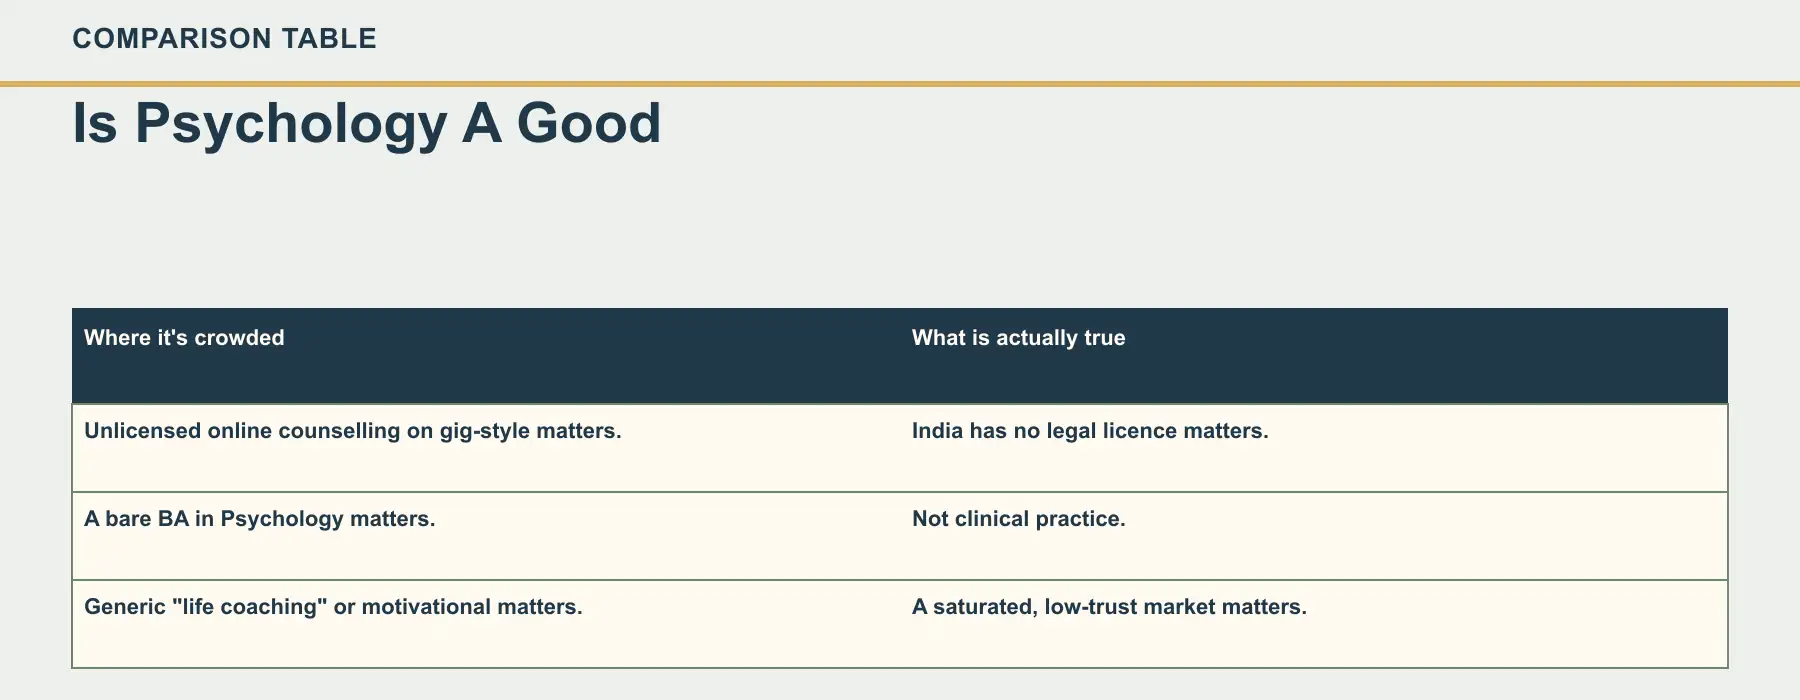 COMPARISON TABLE
Is Psychology A Good
Where it's crowded
What is actually true
Unlicensed online counselling on gig-style matters.
India has no legal licence matters.
A bare BA in Psychology matters.
Not clinical practice.
Generic "life coaching" or motivational matters.
A saturated, low-trust market matters.